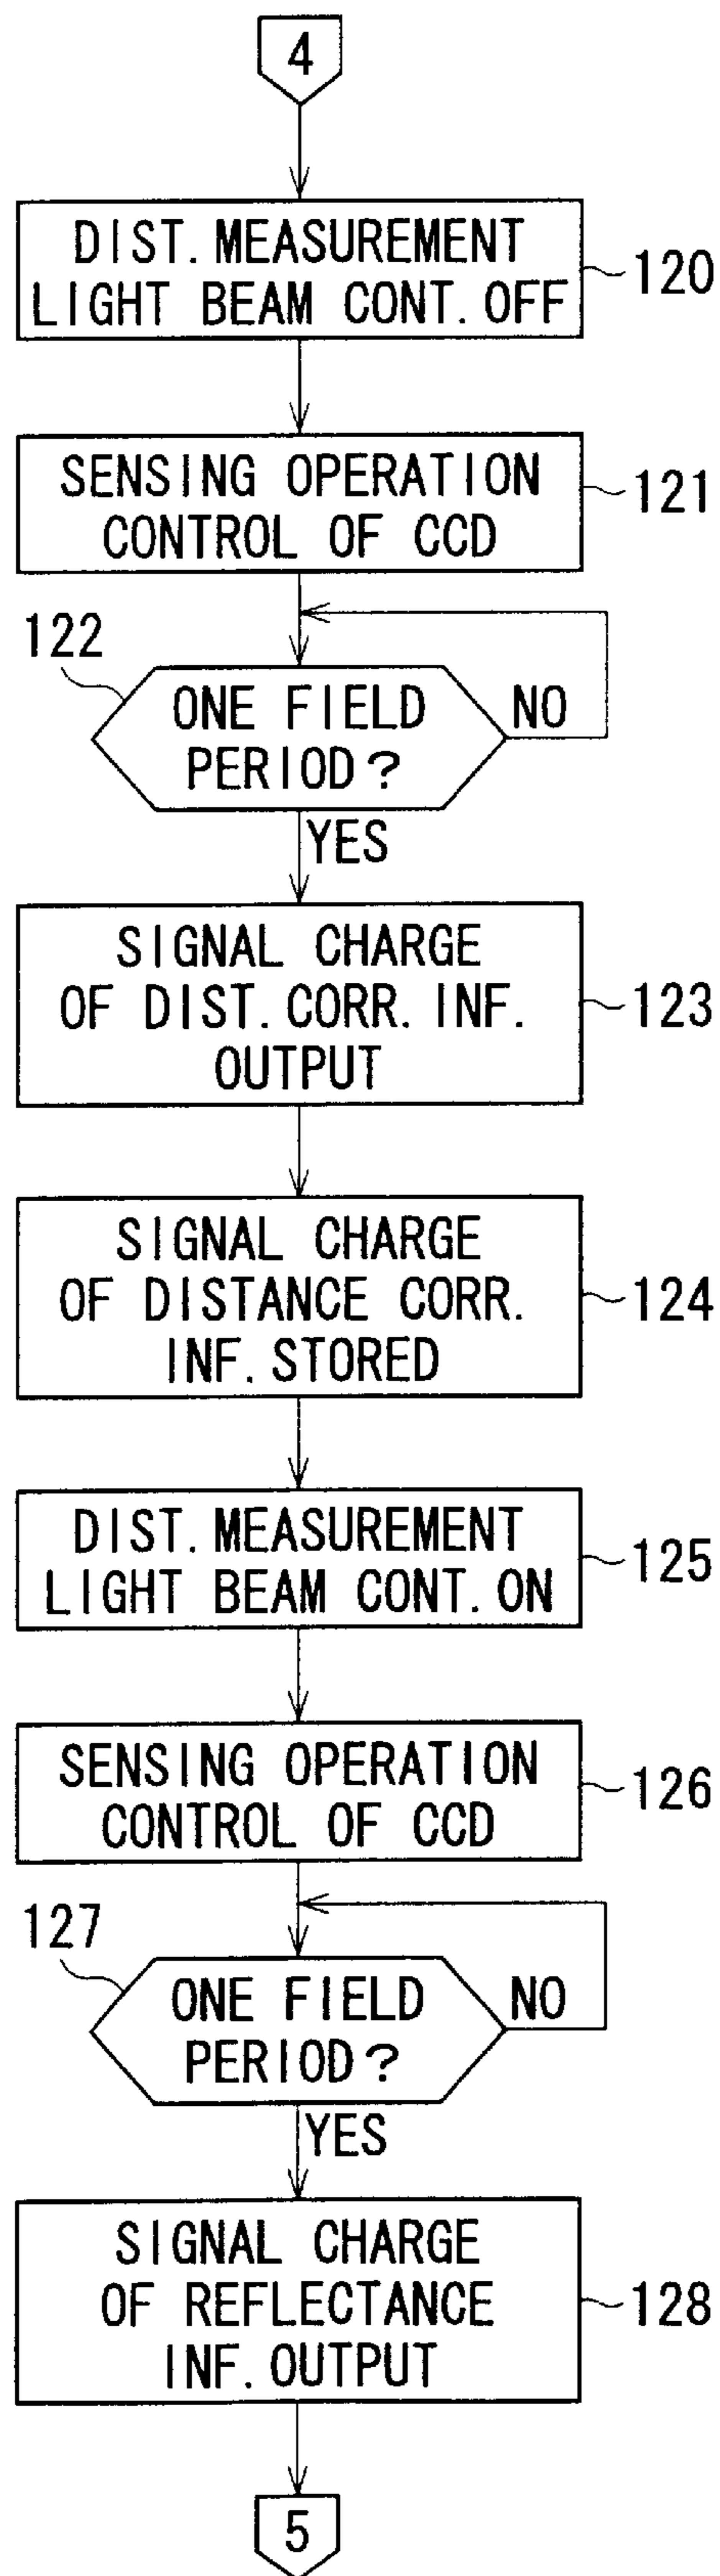 4
DIST. MEASUREMENT
LIGHT BEAM CONT. OFF
120
SENSING OPERATION
CONTROL OF CCD
121
122
ONE FIELD
PERIOD?
NO
YES
SIGNAL CHARGE
OF DIST. CORR. INF.
OUTPUT
123
SIGNAL CHARGE
OF DISTANCE CORR.
INF. STORED
124
DIST. MEASUREMENT
LIGHT BEAM CONT. ON
125
SENSING OPERATION
CONTROL OF CCD
126
127
ONE FIELD
PERIOD?
NO
YES
SIGNAL CHARGE
OF REFLECTANCE
INF. OUTPUT
128
5